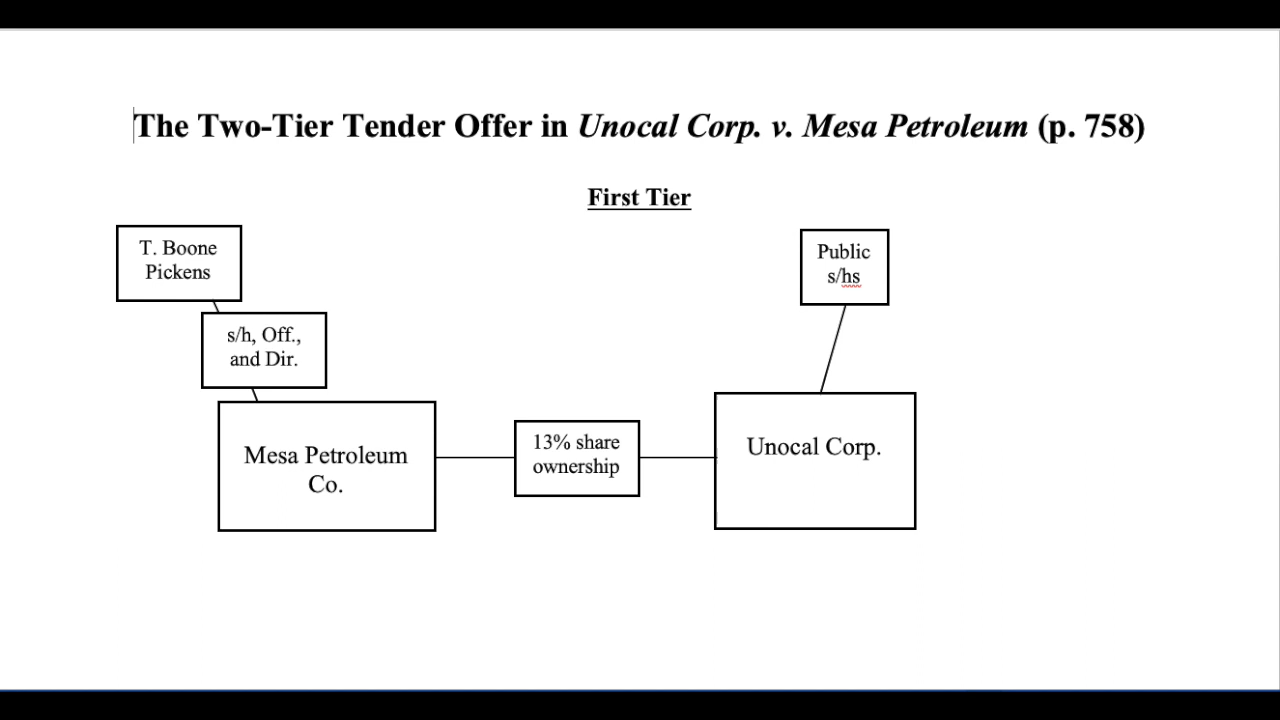 The Two-Tier Tender Offer in Unocal Corp. v. Mesa Petroleum (p. 758)
First Tier
T. Boone
Pickens
Public
s/hs
s/h, Off.,
and Dir.
Mesa Petroleum
Co.
13% share
ownership
Unocal Corp.